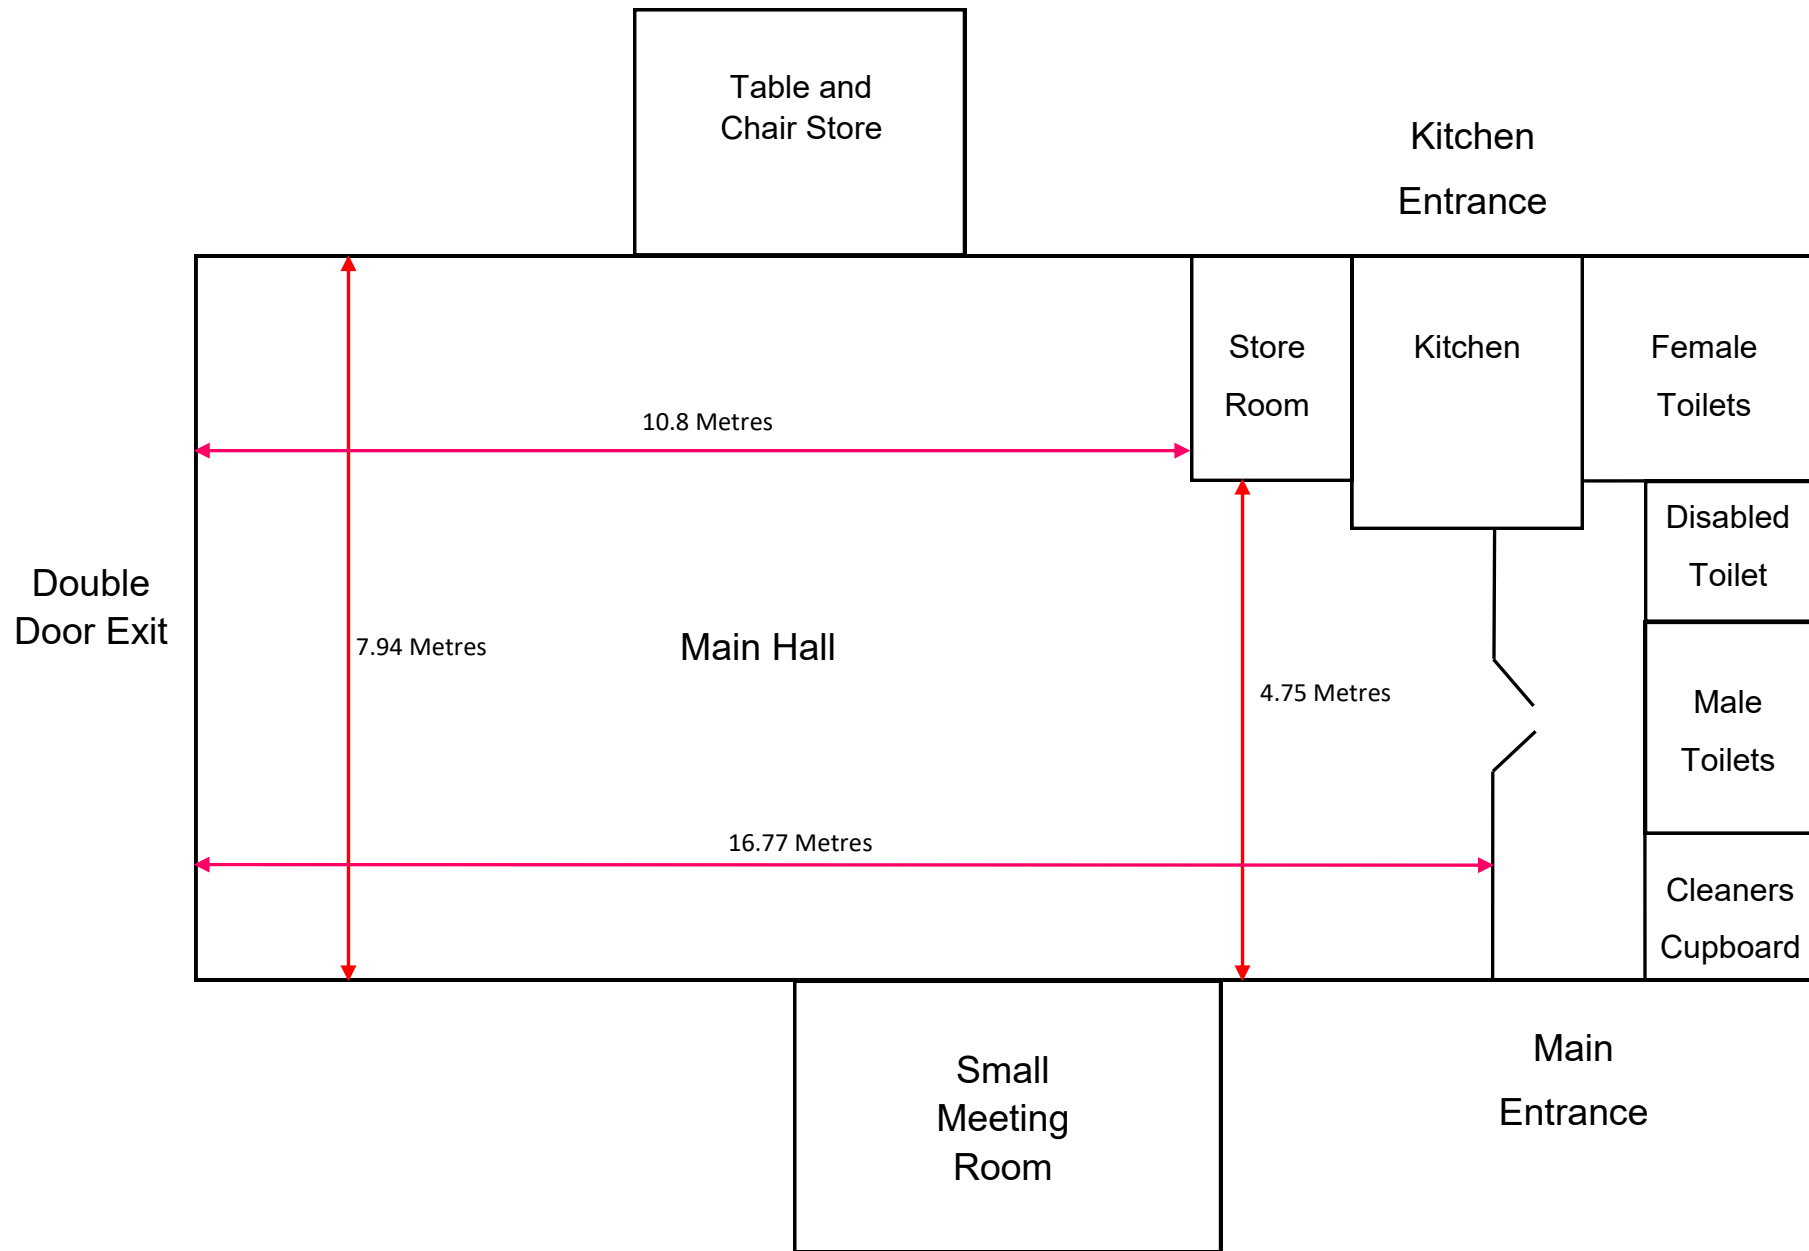 Table and
Chair Store
Kitchen
Entrance
Store
Room
Kitchen
Female
Toilets
10.8 Metres
Disabled
Toilet
Double
Door Exit
7.94 Metres
Main Hall
4.75 Metres
Male
Toilets
16.77 Metres
Cleaners
Cupboard
Small
Meeting
Room
Main
Entrance